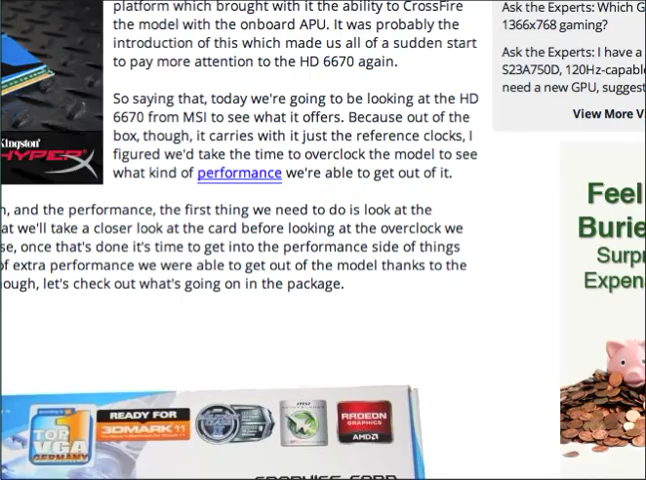 platform which brought with it the ability to CrossFire
the model with the onboard APU. It was probably the
introduction of this which made us all of a sudden start
to pay more attention to the HD 6670 again.
So saying that, today we're going to be looking at the HD
6670 from MSI to see what it offers. Because out of the
box, though, it carries with it just the reference clocks, I
figured we'd take the time to overclock the model to see
what kind of performance we're able to get out of it.
n, and the performance, the first thing we need to do is look at the
at we'll take a closer look at the card before looking at the overclock we
se, once that's done it's time to get into the performance side of things
of extra performance we were able to get out of the model thanks to the
ough, let's check out what's going on in the package.
Kingston
HYPERX
Ask the Experts: Which G
1366x768 gaming?
Ask the Experts: I have a
S23A750D, 120Hz-capabl
need a new GPU, suggest
View More V
Feel
Burie
Surpr
Expen
TOP 1
VGA
GERMANY
READY FOR
3DMARK 11
RADEON
GRAPHICS
AMD
GRAPHICS CARD